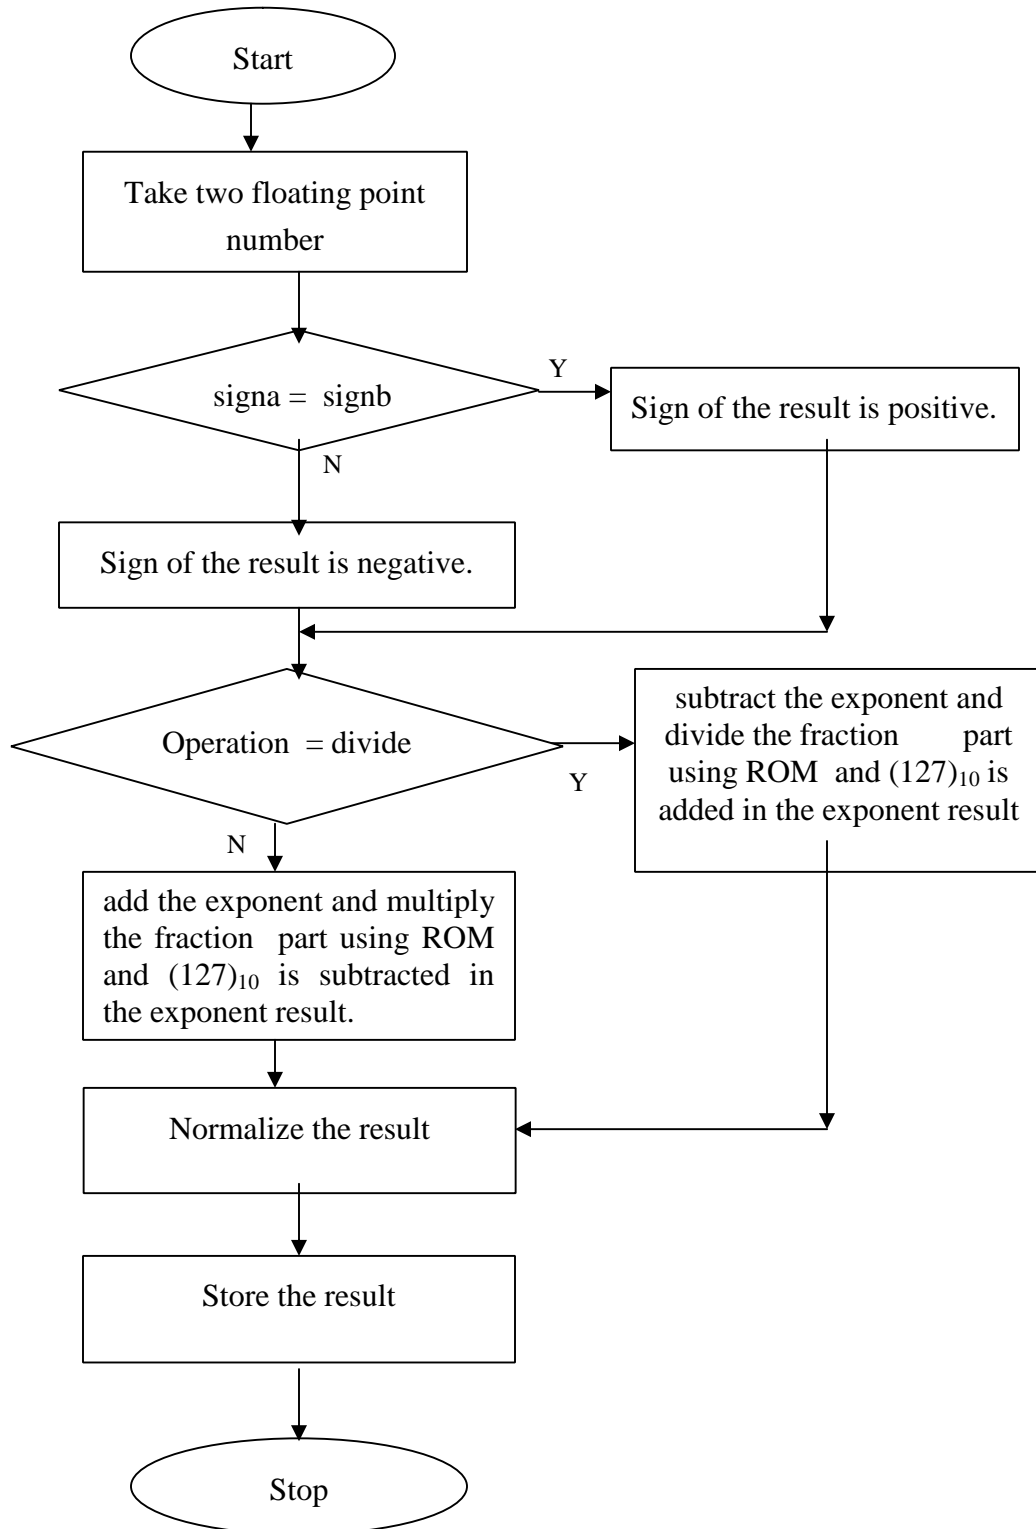 Start
Take two floating point
number
signa = signb
Y
Sign of the result is positive.
N
Sign of the result is negative.
Operation = divide
Y
subtract the exponent and
divide the fraction part
using ROM and (127)₁₀ is
added in the exponent result
N
add the exponent and multiply
the fraction part using ROM
and (127)₁₀ is subtracted in
the exponent result.
Normalize the result
Store the result
Stop